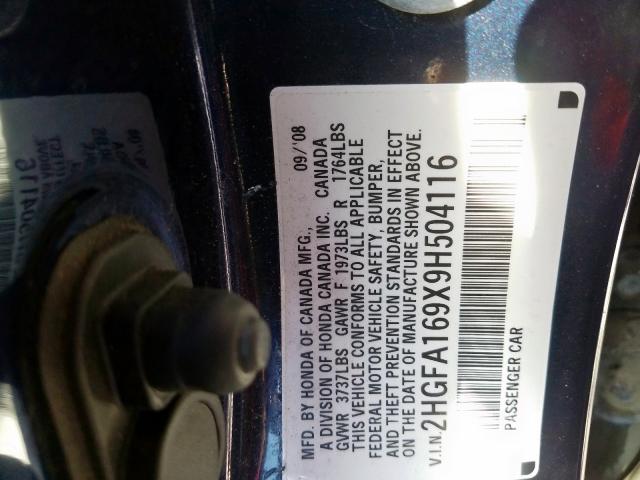 MFD. BY HONDA OF CANADA MFG., 09/'08
A DIVISION OF HONDA CANADA INC. CANADA
GVWR 3737LBS GAWR F 1973LBS R 1764LBS
THIS VEHICLE CONFORMS TO ALL APPLICABLE
FEDERAL MOTOR VEHICLE SAFETY, BUMPER,
AND THEFT PREVENTION STANDARDS IN EFFECT
ON THE DATE OF MANUFACTURE SHOWN ABOVE.
V.I.N. 2HGFA169X9H504116
PASSENGER CAR